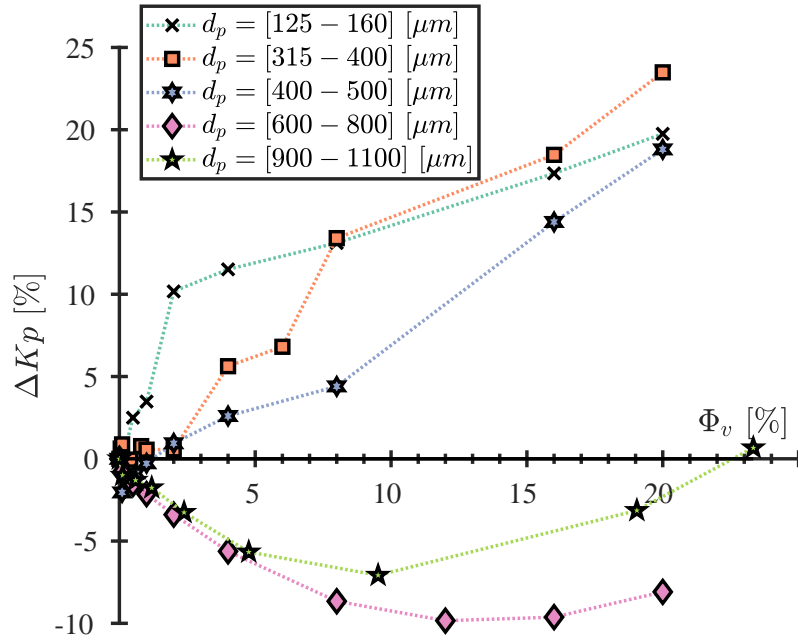 d_p = [125 − 160] [μm]
d_p = [315 − 400] [μm]
d_p = [400 − 500] [μm]
d_p = [600 − 800] [μm]
d_p = [900 − 1100] [μm]
25
20
15
10
5
0
-5
-10
ΔKp [%]
Φ_v [%]
5
10
15
20